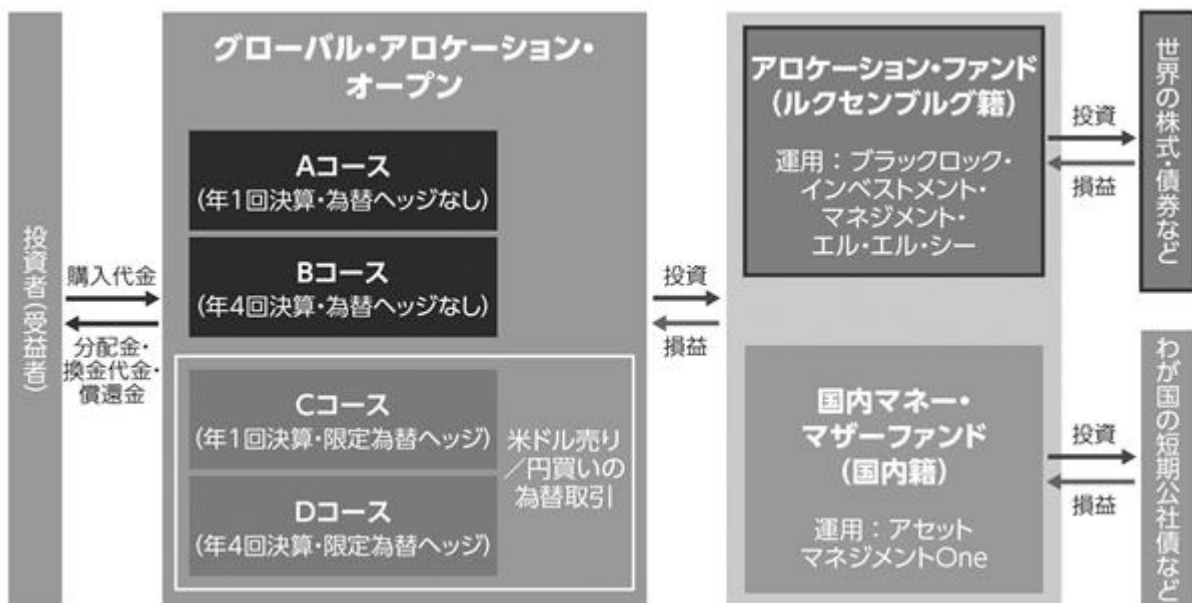 投資者(受益者)
購入代金
分配金・
換金代金・
償還金
グローバル・アロケーション・
オープン
Aコース
(年1回決算・為替ヘッジなし)
Bコース
(年4回決算・為替ヘッジなし)
Cコース
(年1回決算・限定為替ヘッジ)
Dコース
(年4回決算・限定為替ヘッジ)
米ドル売り
/円買いの
為替取引
投資
損益
アロケーション・ファンド
(ルクセンブルグ籍)
運用:ブラックロック・
インベストメント・
マネジメント・
エル・エル・シー
投資
損益
世界の株式・債券など
国内マネー・
マザーファンド
(国内籍)
運用:アセット
マネジメントOne
投資
損益
わが国の短期公社債など